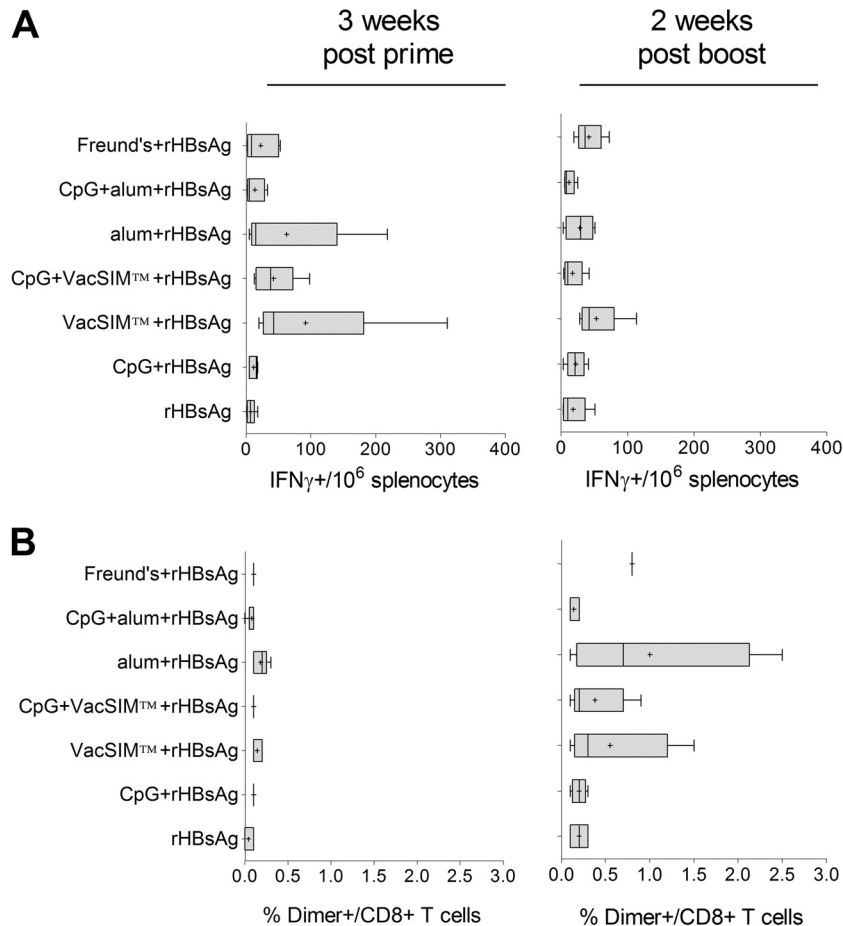 A
3 weeks
post prime
2 weeks
post boost
Freund's+rHBsAg
CpG+alum+rHBsAg
alum+rHBsAg
CpG+VacSIM™+rHBsAg
VacSIM™+rHBsAg
CpG+rHBsAg
rHBsAg
0 100 200 300 400
0 100 200 300 400
IFNγ+/10⁶ splenocytes
IFNγ+/10⁶ splenocytes
B
Freund's+rHBsAg
CpG+alum+rHBsAg
alum+rHBsAg
CpG+VacSIM™+rHBsAg
VacSIM™+rHBsAg
CpG+rHBsAg
rHBsAg
0.0 0.5 1.0 1.5 2.0 2.5 3.0
0.0 0.5 1.0 1.5 2.0 2.5 3.0
% Dimer+/CD8+ T cells
% Dimer+/CD8+ T cells